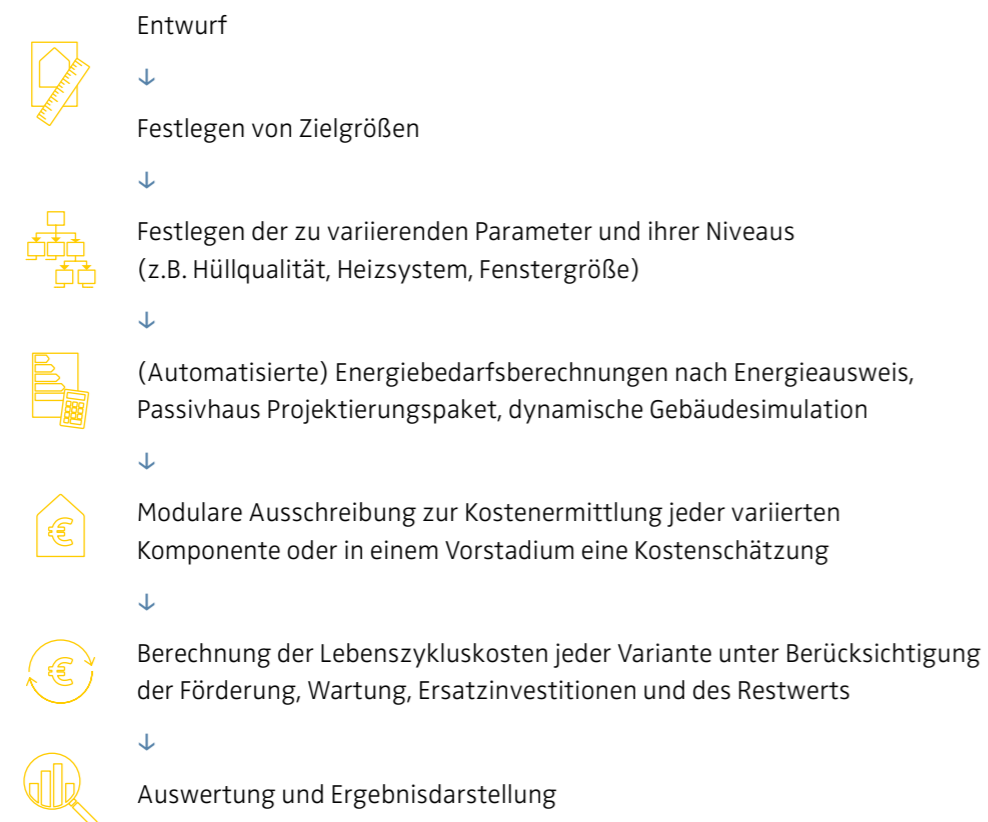 Entwurf
↓
Festlegen von Zielgrößen
↓
Festlegen der zu variierenden Parameter und ihrer Niveaus
(z.B. Hüllqualität, Heizsystem, Fenstergröße)
↓
(Automatisierte) Energiebedarfsberechnungen nach Energieausweis,
Passivhaus Projektierungspaket, dynamische Gebäudesimulation
↓
€
Modulare Ausschreibung zur Kostenermittlung jeder variierten
Komponente oder in einem Vorstadium eine Kostenschätzung
↓
€
Berechnung der Lebenszykluskosten jeder Variante unter Berücksichtigung
der Förderung, Wartung, Ersatzinvestitionen und des Restwerts
↓
Auswertung und Ergebnisdarstellung